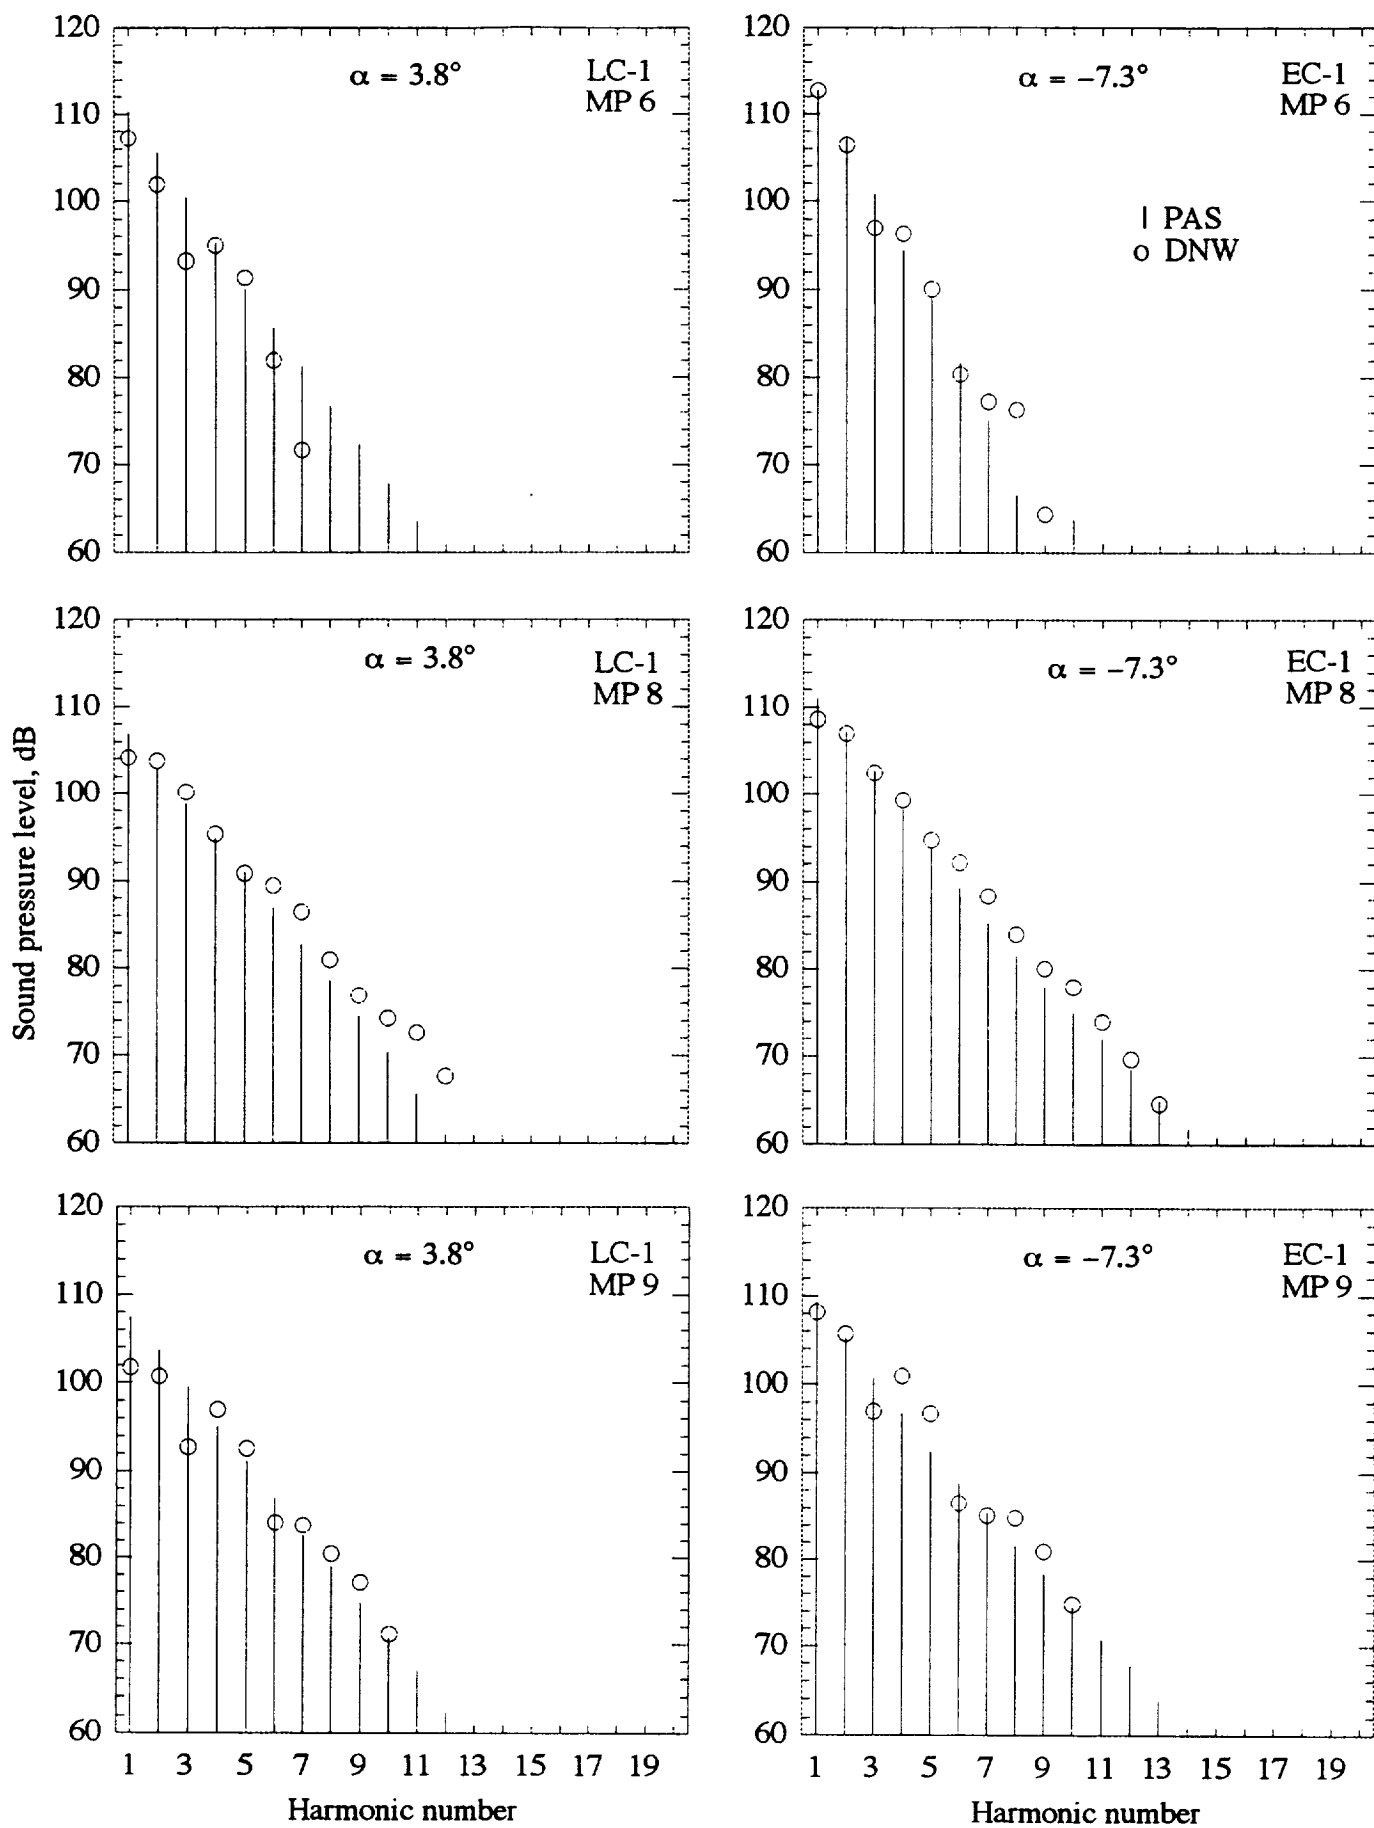 120
110
100
90
80
70
60
α = 3.8°
LC-1
MP 6
120
110
100
90
80
70
60
α = −7.3°
EC-1
MP 6
| PAS
o DNW
Sound pressure level, dB
120
110
100
90
80
70
60
α = 3.8°
LC-1
MP 8
120
110
100
90
80
70
60
α = −7.3°
EC-1
MP 8
120
110
100
90
80
70
60
α = 3.8°
LC-1
MP 9
1 3 5 7 9 11 13 15 17 19
Harmonic number
120
110
100
90
80
70
60
α = −7.3°
EC-1
MP 9
1 3 5 7 9 11 13 15 17 19
Harmonic number